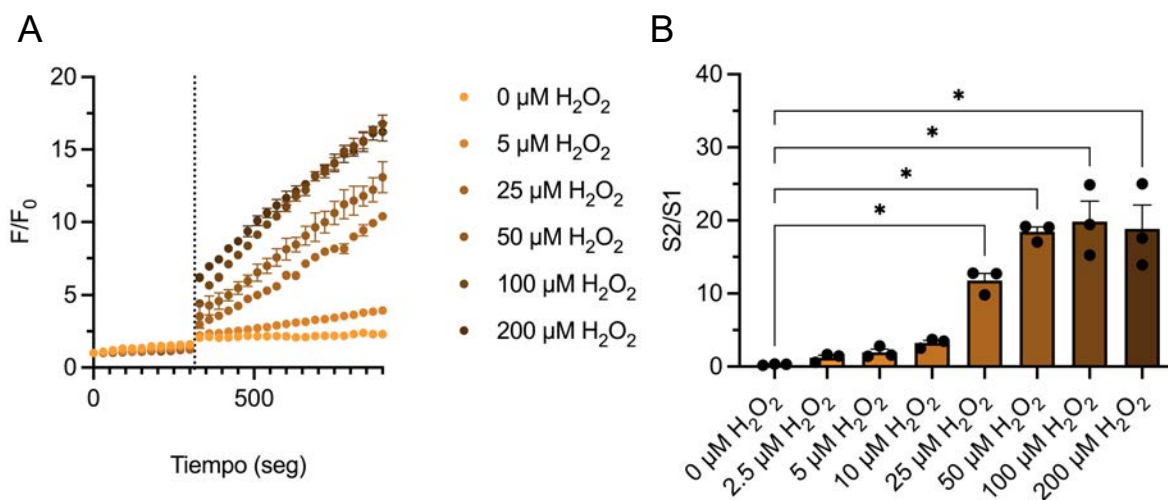 A
F/F0
20
15
10
5
0
0
500
Tiempo (seg)
0 µM H2O2
5 µM H2O2
25 µM H2O2
50 µM H2O2
100 µM H2O2
200 µM H2O2
B
S2/S1
40
30
20
10
0
*
*
*
*
0 µM H2O2
2.5 µM H2O2
5 µM H2O2
10 µM H2O2
25 µM H2O2
50 µM H2O2
100 µM H2O2
200 µM H2O2